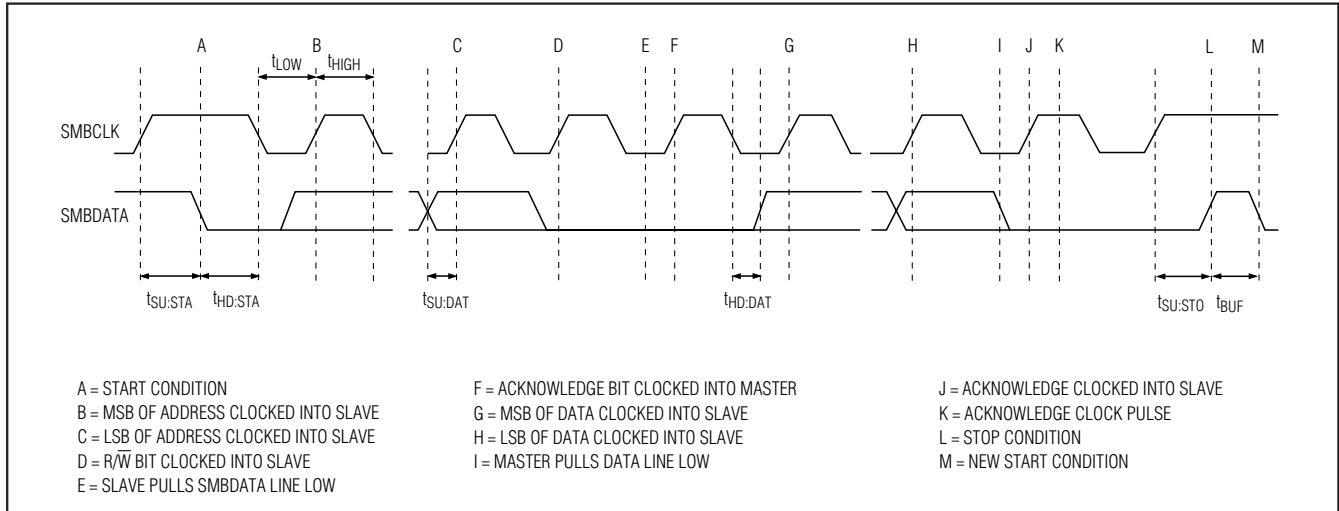 A B C D E F G H I J K L M
tLOW tHIGH
SMBCLK
SMBDATA
tSU:STA tHD:STA tSU:DAT tHD:DAT tSU:STO tBUF
A = START CONDITION
B = MSB OF ADDRESS CLOCKED INTO SLAVE
C = LSB OF ADDRESS CLOCKED INTO SLAVE
D = R/W̅ BIT CLOCKED INTO SLAVE
E = SLAVE PULLS SMBDATA LINE LOW
F = ACKNOWLEDGE BIT CLOCKED INTO MASTER
G = MSB OF DATA CLOCKED INTO SLAVE
H = LSB OF DATA CLOCKED INTO SLAVE
I = MASTER PULLS DATA LINE LOW
J = ACKNOWLEDGE CLOCKED INTO SLAVE
K = ACKNOWLEDGE CLOCK PULSE
L = STOP CONDITION
M = NEW START CONDITION